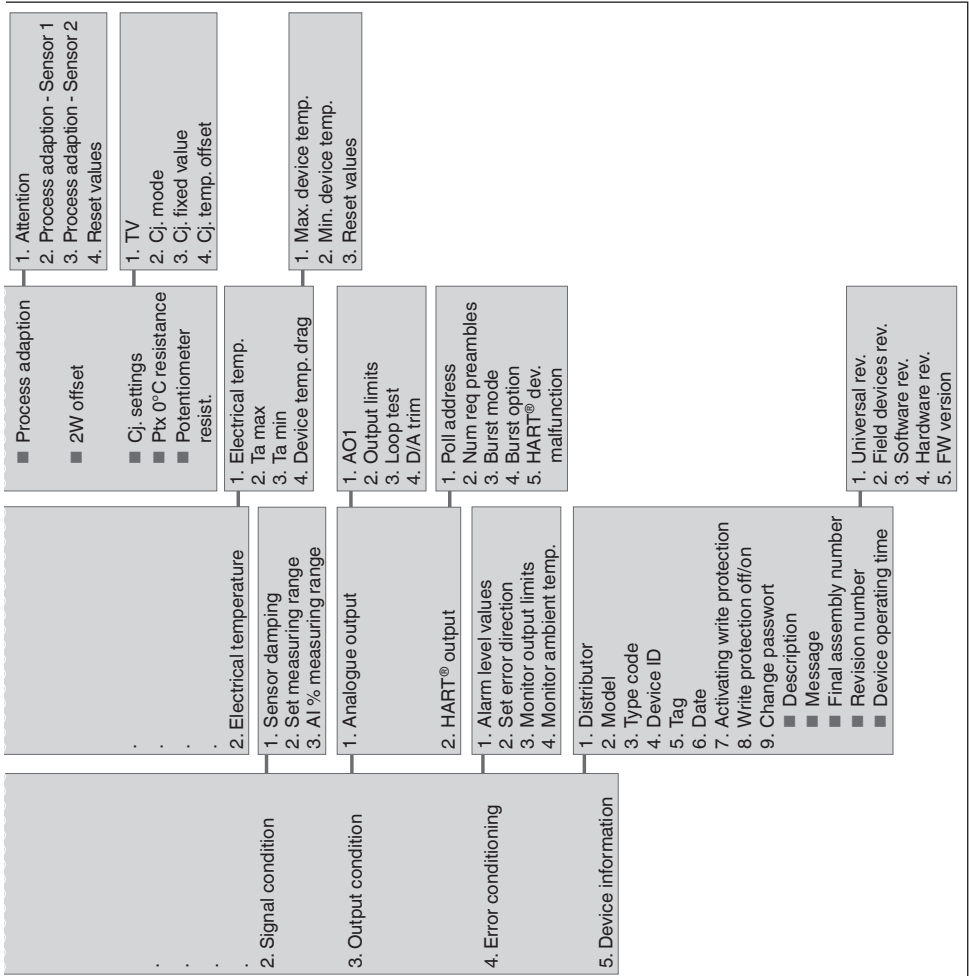 .
.
.
.
2. Signal condition
3. Output condition
4. Error conditioning
5. Device information
.
.
.
.
2. Electrical temperature
1. Sensor damping
2. Set measuring range
3. AI % measuring range
1. Analogue output
2. HART® output
1. Alarm level values
2. Set error direction
3. Monitor output limits
4. Monitor ambient temp.
1. Distributor
2. Model
3. Type code
4. Device ID
5. Tag
6. Date
7. Activating write protection
8. Write protection off/on
9. Change passwort
■ Description
■ Message
■ Final assembly number
■ Revision number
■ Device operating time
■ Process adaption
■ 2W offset
■ Cj. settings
■ Ptx 0°C resistance
■ Potentiometer
resist.
1. Electrical temp.
2. Ta max
3. Ta min
4. Device temp. drag
1. AO1
2. Output limits
3. Loop test
4. D/A trim
1. Poll address
2. Num req preambles
3. Burst mode
4. Burst option
5. HART® dev.
malfunction
1. Universal rev.
2. Field devices rev.
3. Software rev.
4. Hardware rev.
5. FW version
1. Attention
2. Process adaption - Sensor 1
3. Process adaption - Sensor 2
4. Reset values
1. TV
2. Cj. mode
3. Cj. fixed value
4. Cj. temp. offset
1. Max. device temp.
2. Min. device temp.
3. Reset values